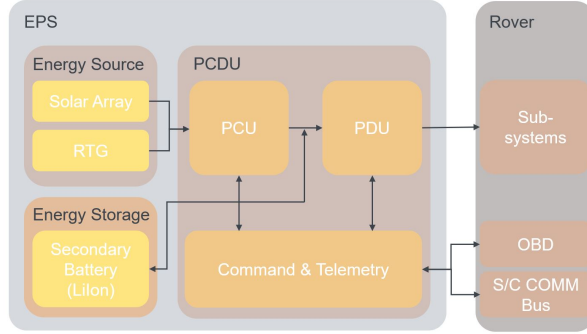 EPS
Energy Source
Solar Array
RTG
Energy Storage
Secondary
Battery
(LiIon)
PCDU
PCU
PDU
Command & Telemetry
Rover
Sub-
systems
OBD
S/C COMM
Bus